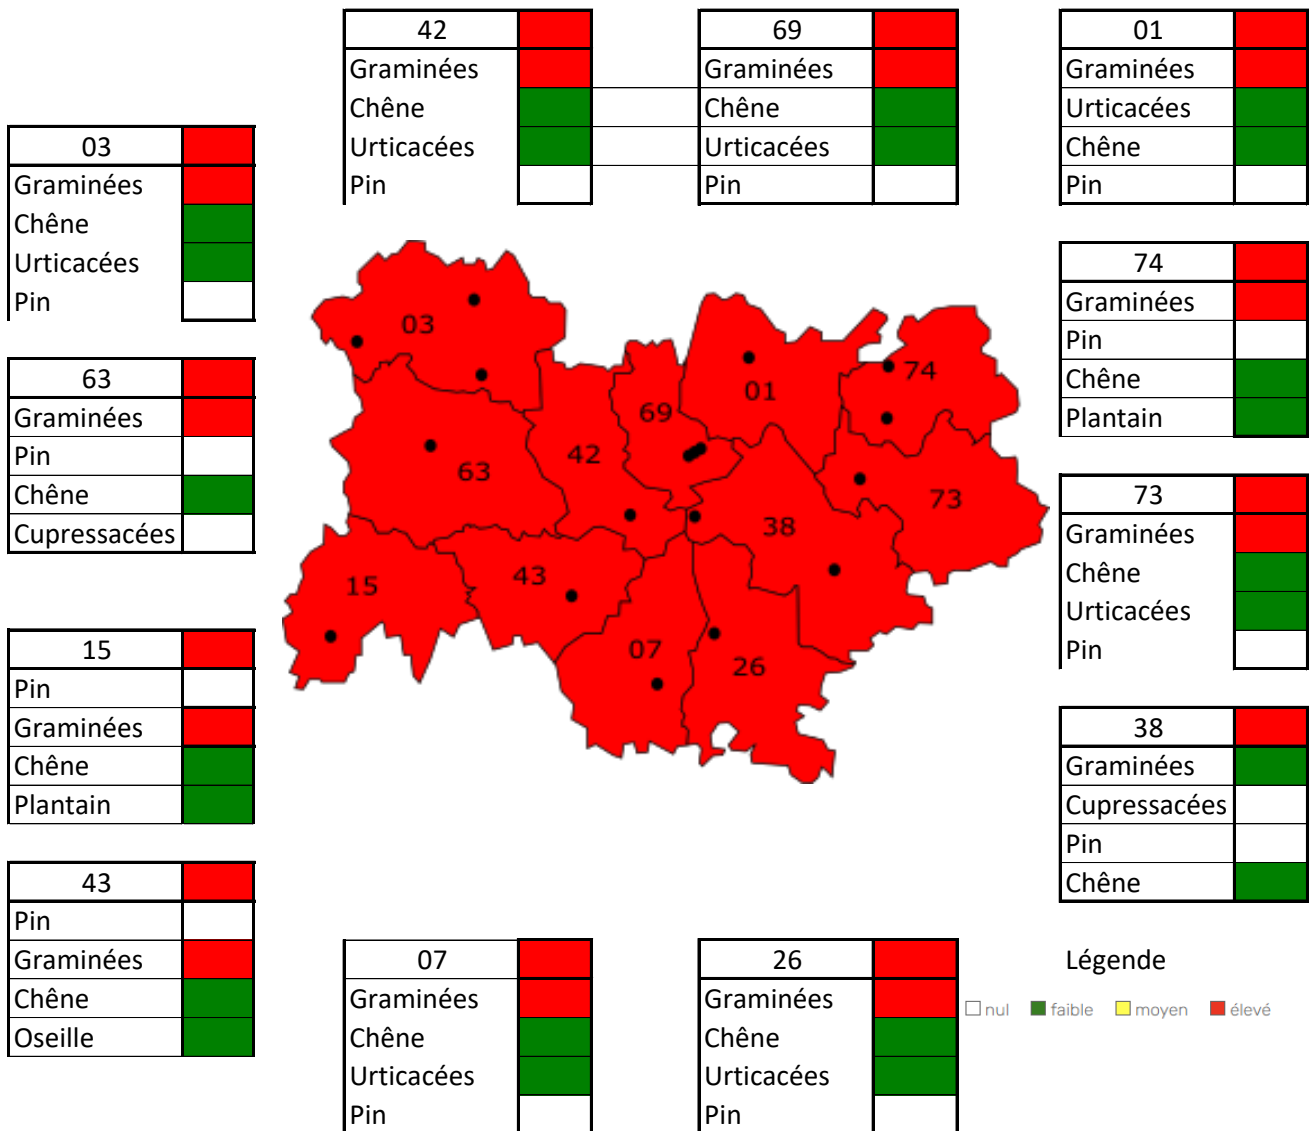 42
Graminées
Chêne
Urticacées
Pin
69
Graminées
Chêne
Urticacées
Pin
01
Graminées
Urticacées
Chêne
Pin
03
Graminées
Chêne
Urticacées
Pin
74
Graminées
Pin
Chêne
Plantain
63
Graminées
Pin
Chêne
Cupressacées
73
Graminées
Chêne
Urticacées
Pin
15
Pin
Graminées
Chêne
Plantain
38
Graminées
Cupressacées
Pin
Chêne
43
Pin
Graminées
Chêne
Oseille
07
Graminées
Chêne
Urticacées
Pin
26
Graminées
Chêne
Urticacées
Pin
03
74
01
69
42
63
73
38
43
15
07
26
Légende
nul faible moyen élevé